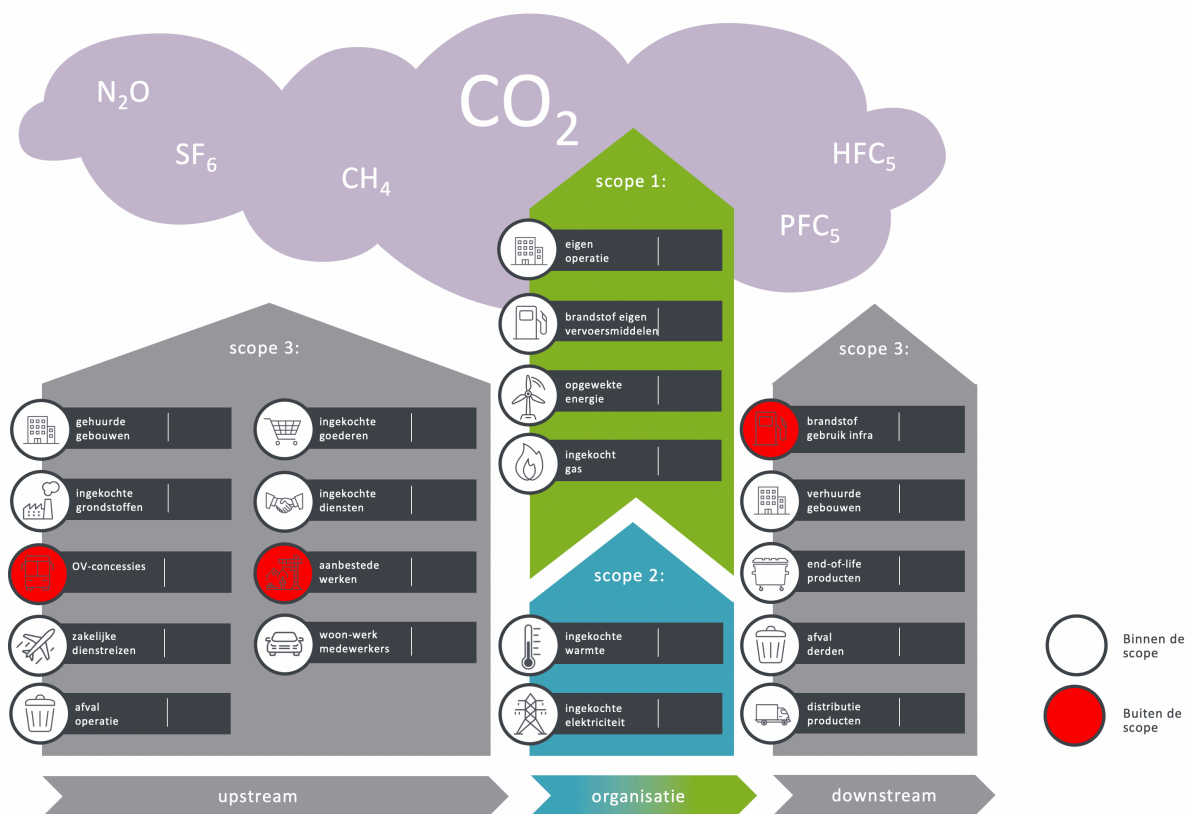 N₂O
SF₆
CH₄
CO₂
HFC₅
PFC₅
scope 1:
eigen
operatie
brandstof eigen
vervoersmiddelen
opgewekte
energie
ingekocht
gas
scope 3:
gehuurde
gebouwen
ingekochte
grondstoffen
OV-concessies
zakelijke
dienstreizen
afval
operatie
ingekochte
goederen
ingekochte
diensten
aanbestede
werken
woon-werk
medewerkers
scope 2:
ingekochte
warmte
ingekochte
elektriciteit
scope 3:
brandstof
gebruik infra
verhuurde
gebouwen
end-of-life
producten
afval
derden
distributie
producten
Binnen de
scope
Buiten de
scope
upstream
organisatie
downstream